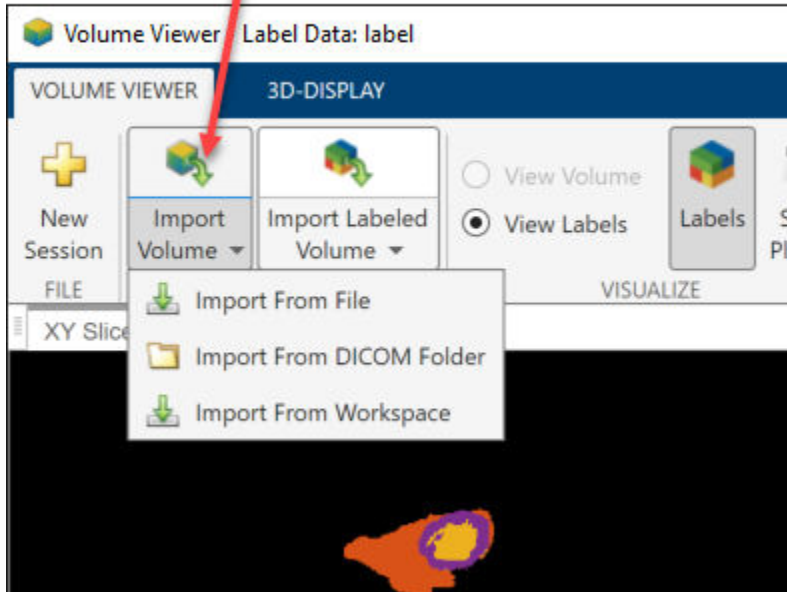 Volume Viewer - Label Data: label
VOLUME VIEWER
3D-DISPLAY
New
Session
Import
Volume
Import Labeled
Volume
View Volume
View Labels
Labels
FILE
VISUALIZE
Import From File
Import From DICOM Folder
Import From Workspace
XY Slice